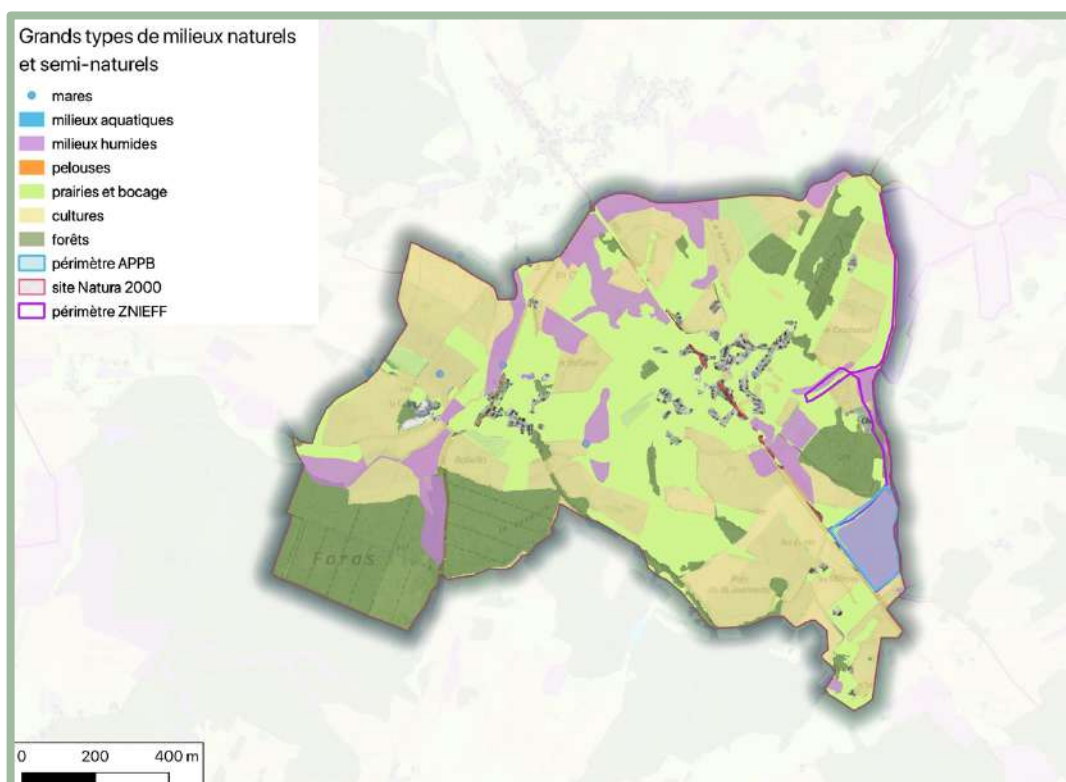 Grands types de milieux naturels
et semi-naturels
mares
milieux aquatiques
milieux humides
pelouses
prairies et bocage
cultures
forêts
périmètre APPB
site Natura 2000
périmètre ZNIEFF
Foras
0 200 400 m